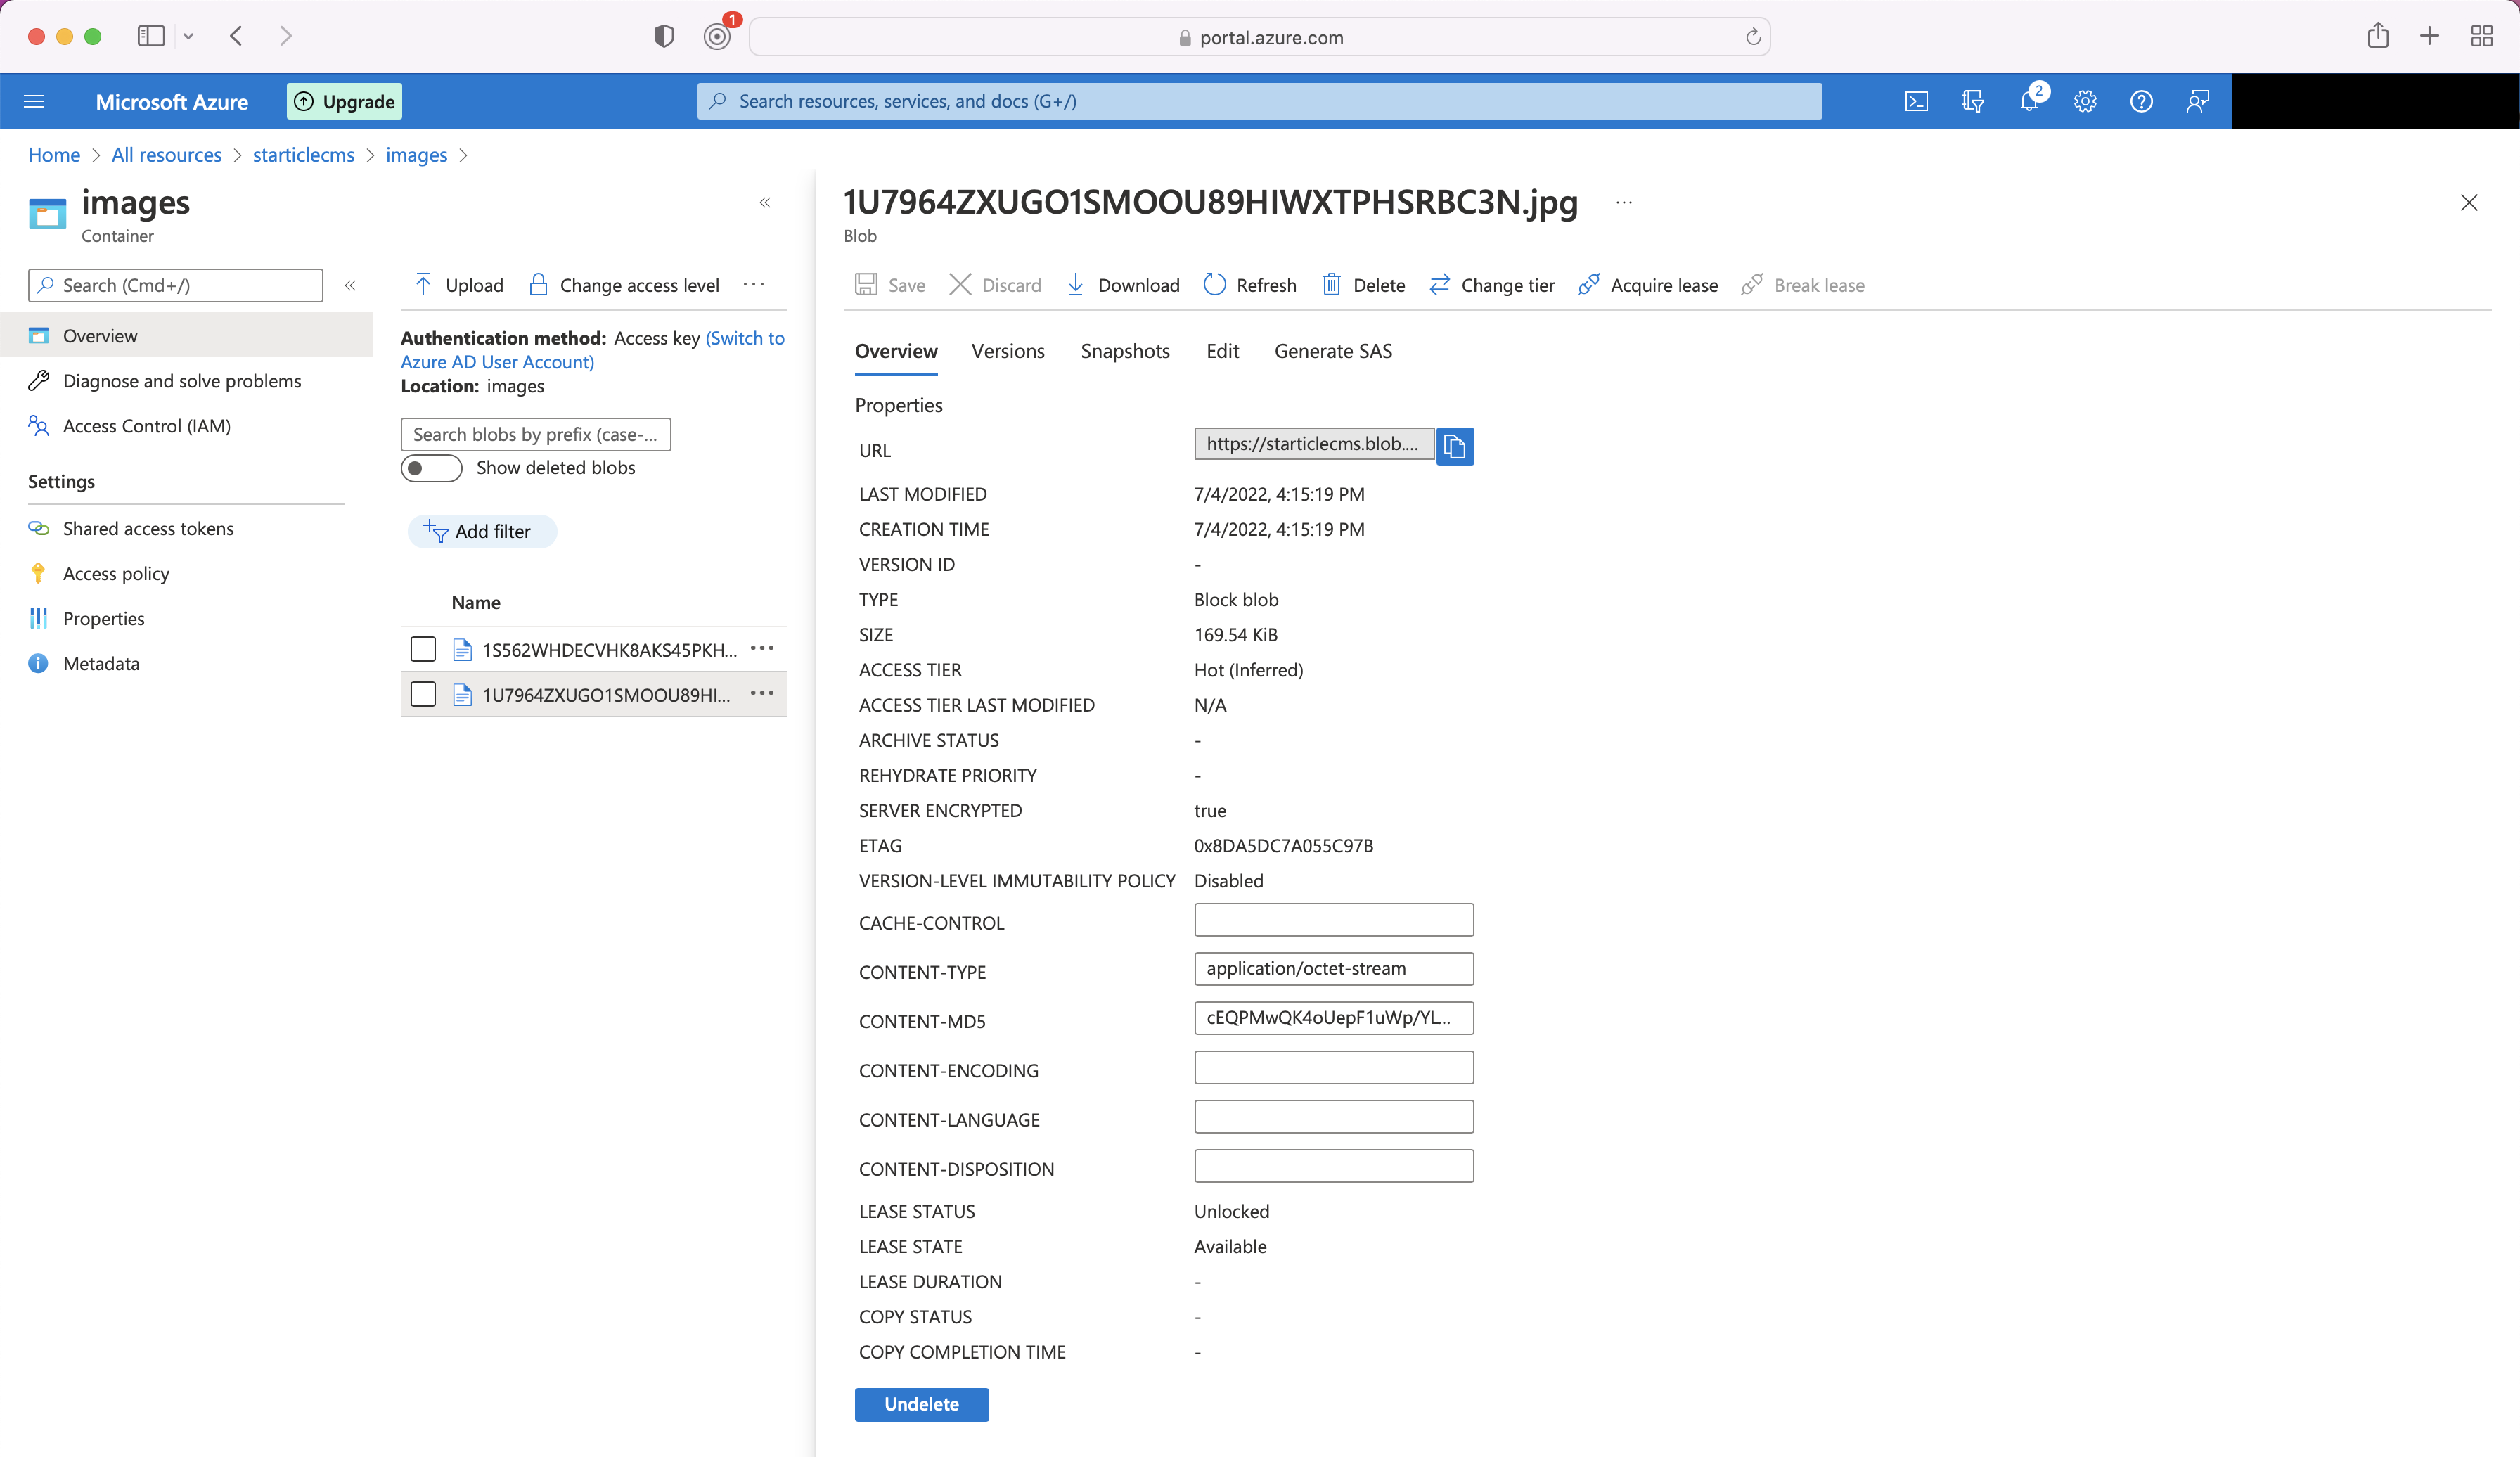 1
portal.azure.com
Microsoft Azure
Upgrade
Search resources, services, and docs (G+/)
2
Home > All resources > starticlecms > images >
images
Container
Search (Cmd+/)
Overview
Diagnose and solve problems
Access Control (IAM)
Settings
Shared access tokens
Access policy
Properties
Metadata
Upload Change access level ...
Authentication method: Access key (Switch to
Azure AD User Account)
Location: images
Search blobs by prefix (case-...
Show deleted blobs
Add filter
Name
1S562WHDECVHK8AKS45PKH...
1U7964ZXUGO1SMOOU89HI...
1U7964ZXUGO1SMOOU89HIWXTPHSRBC3N.jpg ...
Blob
Save Discard Download Refresh Delete Change tier Acquire lease Break lease
Overview Versions Snapshots Edit Generate SAS
Properties
URL https://starticlecms.blob....
LAST MODIFIED 7/4/2022, 4:15:19 PM
CREATION TIME 7/4/2022, 4:15:19 PM
VERSION ID -
TYPE Block blob
SIZE 169.54 KiB
ACCESS TIER Hot (Inferred)
ACCESS TIER LAST MODIFIED N/A
ARCHIVE STATUS -
REHYDRATE PRIORITY -
SERVER ENCRYPTED true
ETAG 0x8DA5DC7A055C97B
VERSION-LEVEL IMMUTABILITY POLICY Disabled
CACHE-CONTROL
CONTENT-TYPE application/octet-stream
CONTENT-MD5 cEQPMwQK4oUepF1uWp/YL...
CONTENT-ENCODING
CONTENT-LANGUAGE
CONTENT-DISPOSITION
LEASE STATUS Unlocked
LEASE STATE Available
LEASE DURATION -
COPY STATUS -
COPY COMPLETION TIME -
Undelete